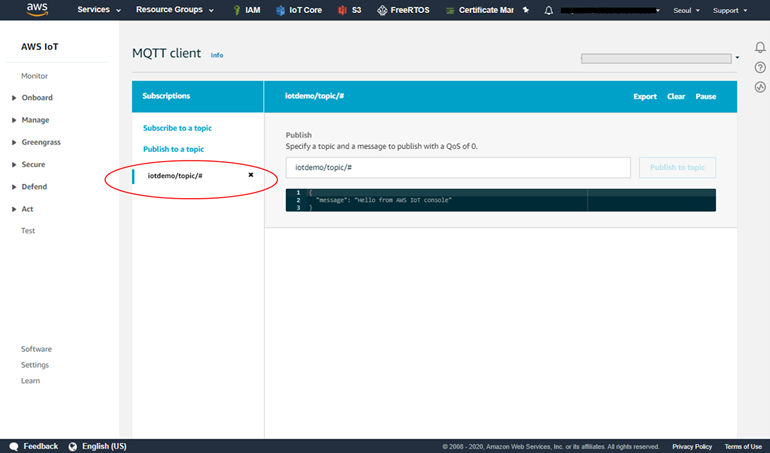 aws
Services
Resource Groups
IAM
IoT Core
S3
FreeRTOS
Certificate Mar
Seoul
Support
AWS IoT
Monitor
Onboard
Manage
Greengrass
Secure
Defend
Act
Test
Software
Settings
Learn
MQTT client
Info
Subscriptions
Subscribe to a topic
Publish to a topic
iotdemo/topic/#
iotdemo/topic/#
Export
Clear
Pause
Publish
Specify a topic and a message to publish with a QoS of 0.
iotdemo/topic/#
Publish to topic
1 {
2 "message": "Hello from AWS IoT console"
3 }
Feedback
English (US)
© 2006 - 2020, Amazon Web Services, Inc. or its affiliates. All rights reserved.
Privacy Policy
Terms of Use